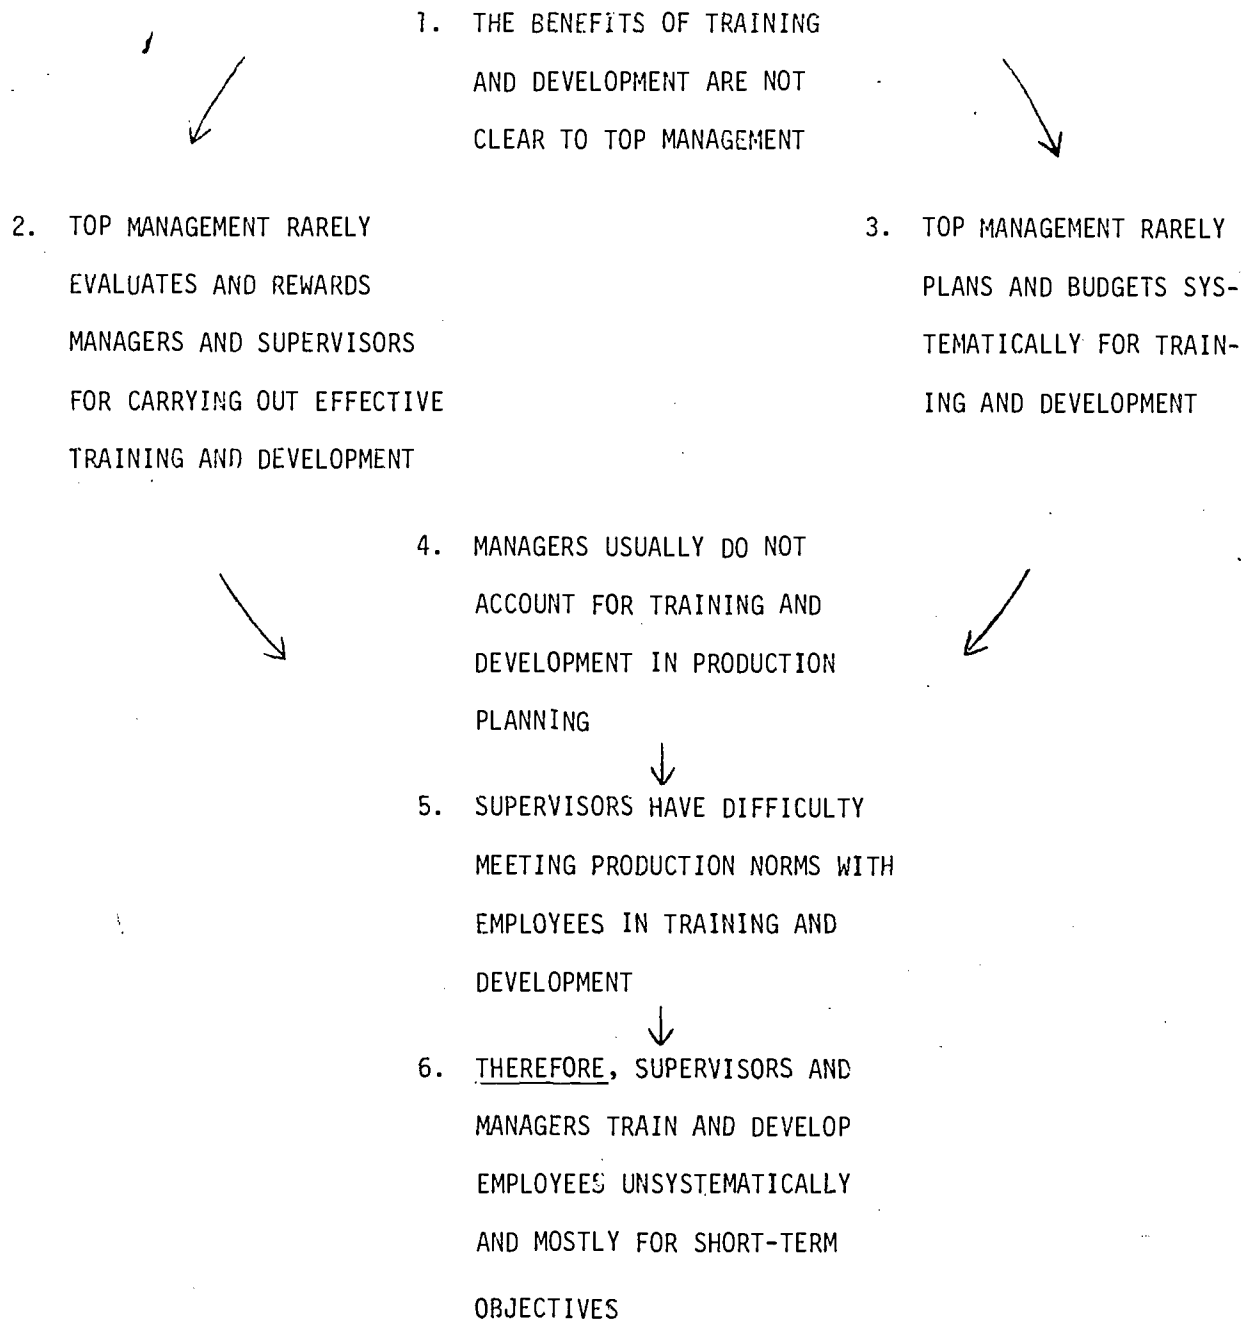 1. THE BENEFITS OF TRAINING
AND DEVELOPMENT ARE NOT
CLEAR TO TOP MANAGEMENT
2. TOP MANAGEMENT RARELY
EVALUATES AND REWARDS
MANAGERS AND SUPERVISORS
FOR CARRYING OUT EFFECTIVE
TRAINING AND DEVELOPMENT
3. TOP MANAGEMENT RARELY
PLANS AND BUDGETS SYS-
TEMATICALLY FOR TRAIN-
ING AND DEVELOPMENT
4. MANAGERS USUALLY DO NOT
ACCOUNT FOR TRAINING AND
DEVELOPMENT IN PRODUCTION
PLANNING
5. SUPERVISORS HAVE DIFFICULTY
MEETING PRODUCTION NORMS WITH
EMPLOYEES IN TRAINING AND
DEVELOPMENT
6. THEREFORE, SUPERVISORS AND
MANAGERS TRAIN AND DEVELOP
EMPLOYEES UNSYSTEMATICALLY
AND MOSTLY FOR SHORT-TERM
OBJECTIVES